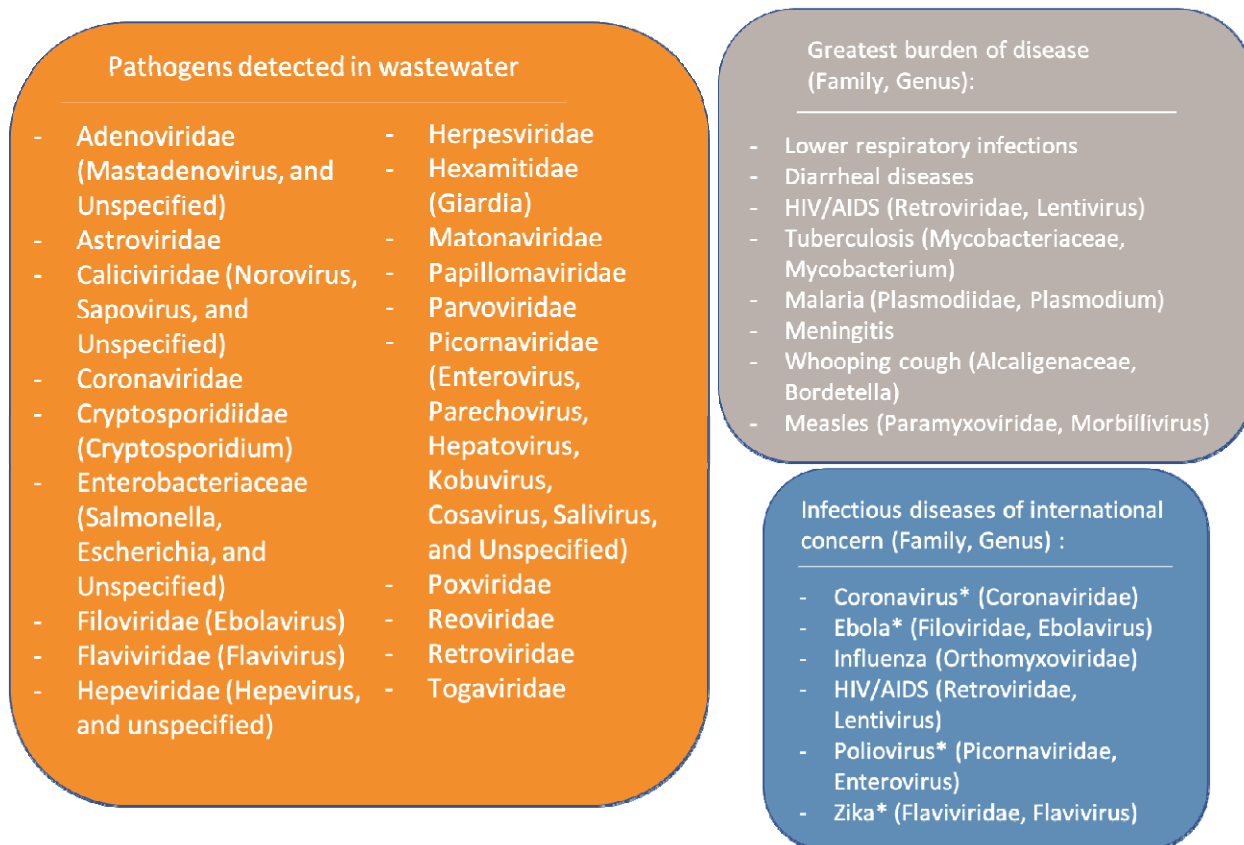 Pathogens detected in wastewater
- Adenoviridae
(Mastadenovirus, and
Unspecified)
- Astroviridae
- Caliciviridae (Norovirus,
Sapovirus, and
Unspecified)
- Coronaviridae
- Cryptosporidiidae
(Cryptosporidium)
- Enterobacteriaceae
(Salmonella,
Escherichia, and
Unspecified)
- Filoviridae (Ebolavirus)
- Flaviviridae (Flavivirus)
- Hepeviridae (Hepevirus,
and unspecified)
- Herpesviridae
- Hexamitidae
(Giardia)
- Matonaviridae
- Papillomaviridae
- Parvoviridae
- Picornaviridae
(Enterovirus,
Parechovirus,
Hepatovirus,
Kobuvirus,
Cosavirus, Salivirus,
and Unspecified)
- Poxviridae
- Reoviridae
- Retroviridae
- Togaviridae
Greatest burden of disease
(Family, Genus):
- Lower respiratory infections
- Diarrheal diseases
- HIV/AIDS (Retroviridae, Lentivirus)
- Tuberculosis (Mycobacteriaceae,
Mycobacterium)
- Malaria (Plasmodiidae, Plasmodium)
- Meningitis
- Whooping cough (Alcaligenaceae,
Bordetella)
- Measles (Paramyxoviridae, Morbillivirus)
Infectious diseases of international
concern (Family, Genus) :
- Coronavirus* (Coronaviridae)
- Ebola* (Filoviridae, Ebolavirus)
- Influenza (Orthomyxoviridae)
- HIV/AIDS (Retroviridae,
Lentivirus)
- Poliovirus* (Picornaviridae,
Enterovirus)
- Zika* (Flaviviridae, Flavivirus)